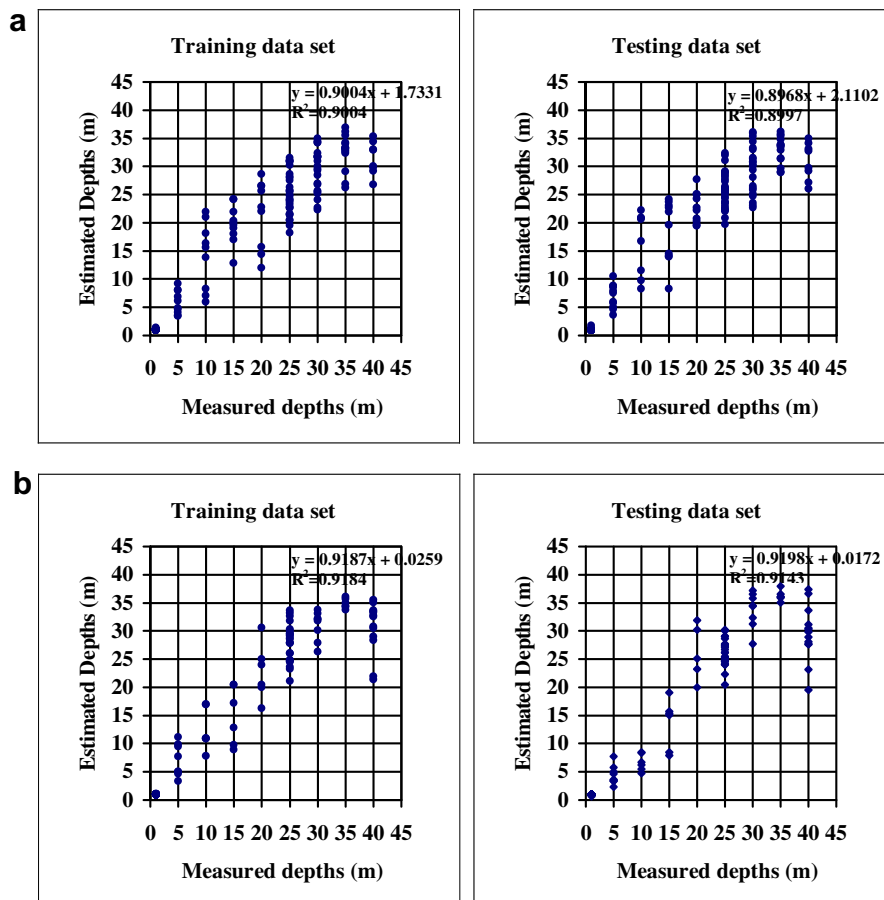 a
Training data set
45
40
35
30
25
20
15
10
5
0
Estimated Depths (m)
y = 0.9004x + 1.7331
R²=0.9004
0 5 10 15 20 25 30 35 40 45
Measured depths (m)
Testing data set
45
40
35
30
25
20
15
10
5
0
Estimated Depths (m)
y = 0.8968x + 2.1102
R²=0.8997
0 5 10 15 20 25 30 35 40 45
Measured depths (m)
b
Training data set
45
40
35
30
25
20
15
10
5
0
Estimated Depths (m)
y = 0.9187x + 0.0259
R²=0.9184
0 5 10 15 20 25 30 35 40 45
Measured depths (m)
Testing data set
45
40
35
30
25
20
15
10
5
0
Estimated Depths (m)
y = 0.9198x + 0.0172
R²=0.9143
0 5 10 15 20 25 30 35 40 45
Measured depths (m)